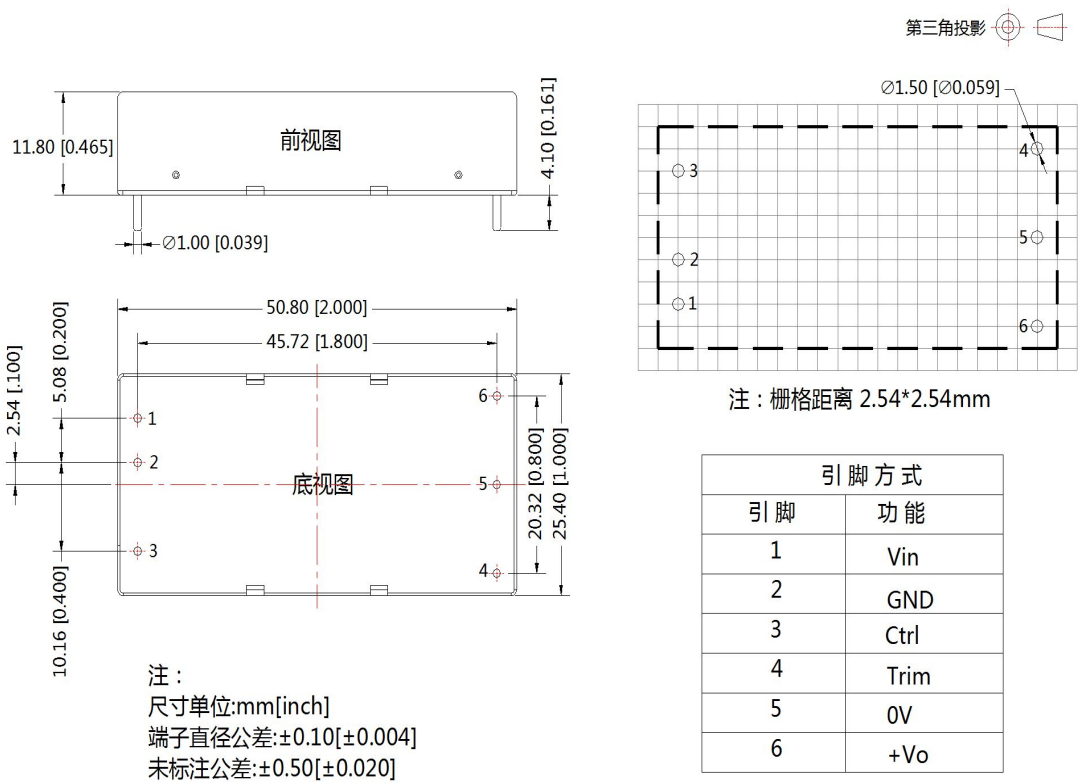 第三角投影
⌀1.50 [⌀0.059]
11.80 [0.465]
前视图
4.10 [0.161]
⌀1.00 [0.039]
4
3
5
2
1
6
注：栅格距离 2.54*2.54mm
50.80 [2.000]
45.72 [1.800]
2.54 [.100]
5.08 [0.200]
10.16 [0.400]
1
2
3
6
5
4
底视图
20.32 [0.800]
25.40 [1.000]
引脚方式
引脚 功能
1 Vin
2 GND
3 Ctrl
4 Trim
5 0V
6 +Vo
注：
尺寸单位:mm[inch]
端子直径公差:±0.10[±0.004]
未标注公差:±0.50[±0.020]